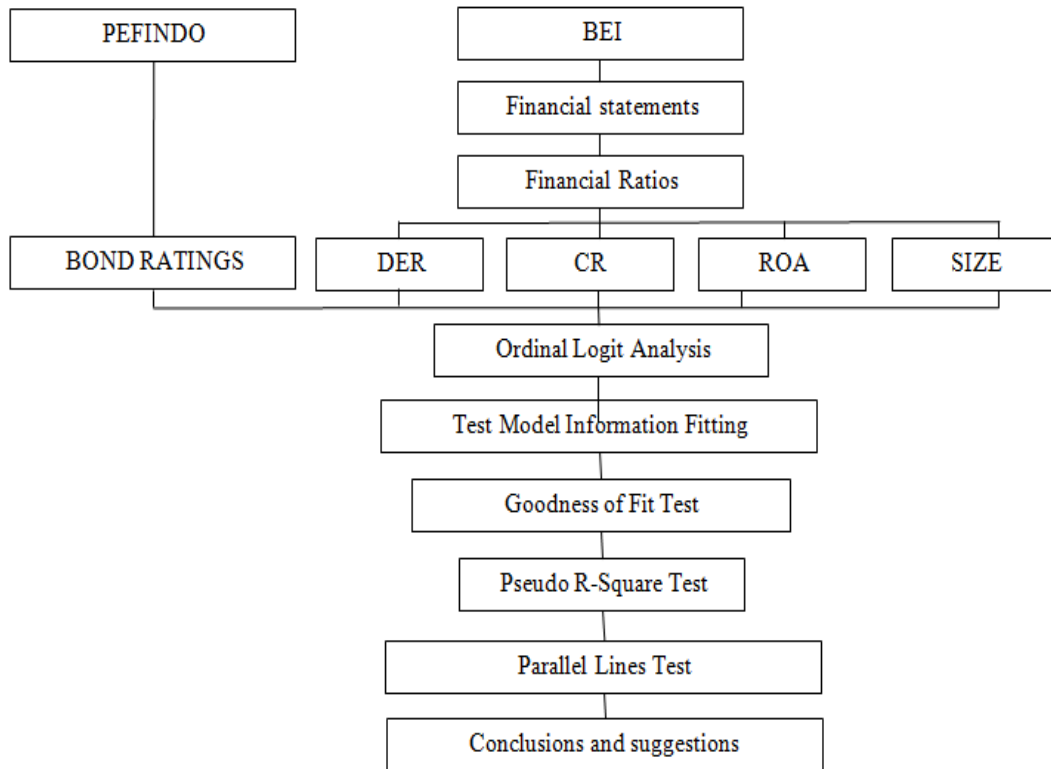 PEFINDO
BEI
Financial statements
Financial Ratios
BOND RATINGS
DER
CR
ROA
SIZE
Ordinal Logit Analysis
Test Model Information Fitting
Goodness of Fit Test
Pseudo R-Square Test
Parallel Lines Test
Conclusions and suggestions